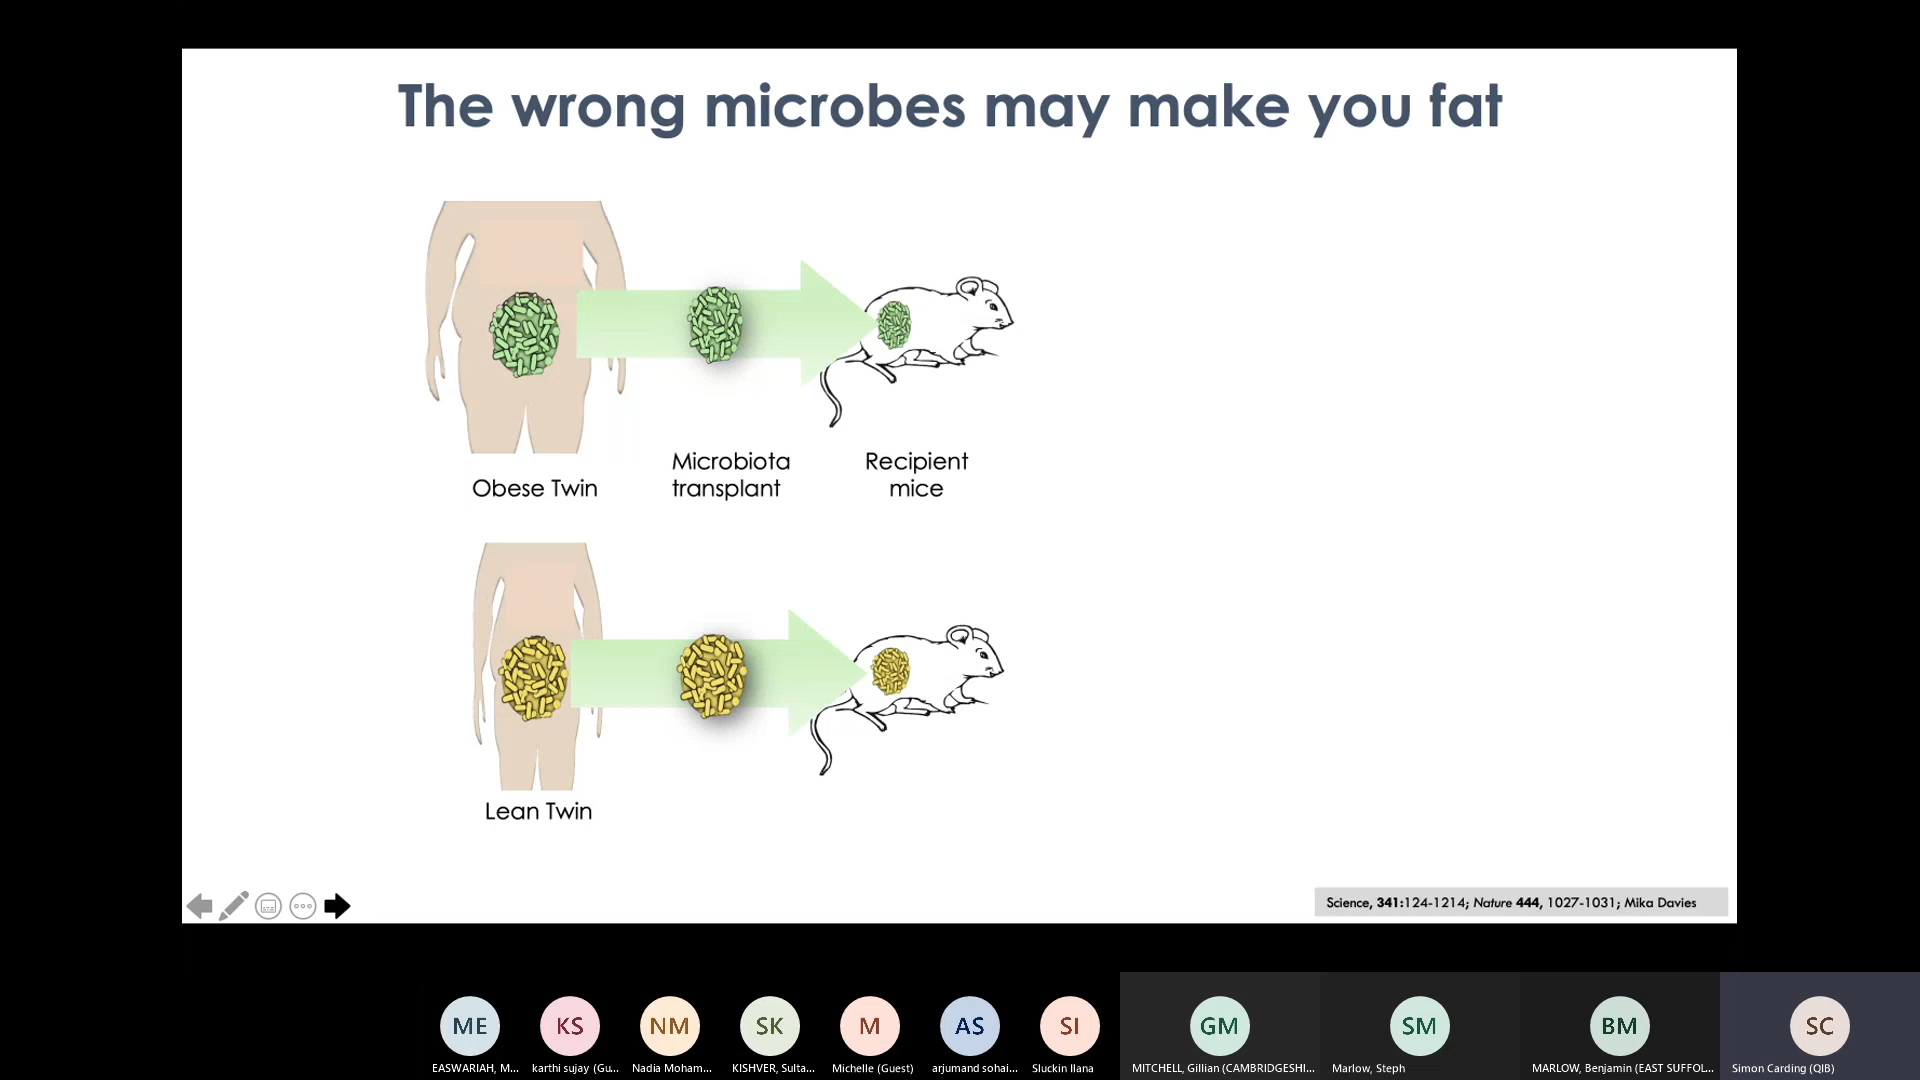 The wrong microbes may make you fat
Microbiota
transplant
Recipient
mice
Obese Twin
Lean Twin
Science, 341:124-1214; Nature 444, 1027-1031; Mika Davies
ME
KS
NM
SK
M
AS
SI
GM
SM
BM
SC
EASWARIAH, M...
karthi sujay (Gu...
Nadia Moham...
KISHVER, Sulta...
Michelle (Guest)
arjumand sohai...
Sluckin Ilana
MITCHELL, Gillian (CAMBRIDGESHI...
Marlow, Steph
MARLOW, Benjamin (EAST SUFFOL...
Simon Carding (QIB)